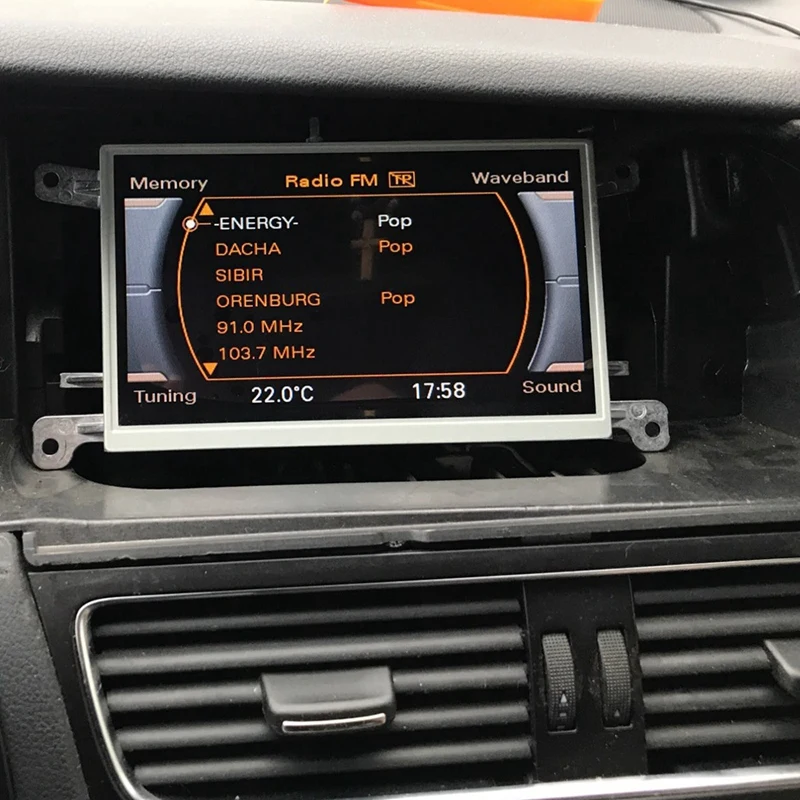 Memory Radio FM TP Waveband
-ENERGY- Pop
DACHA Pop
SIBIR
ORENBURG Pop
91.0 MHz
103.7 MHz
Tuning 22.0°C 17:58 Sound